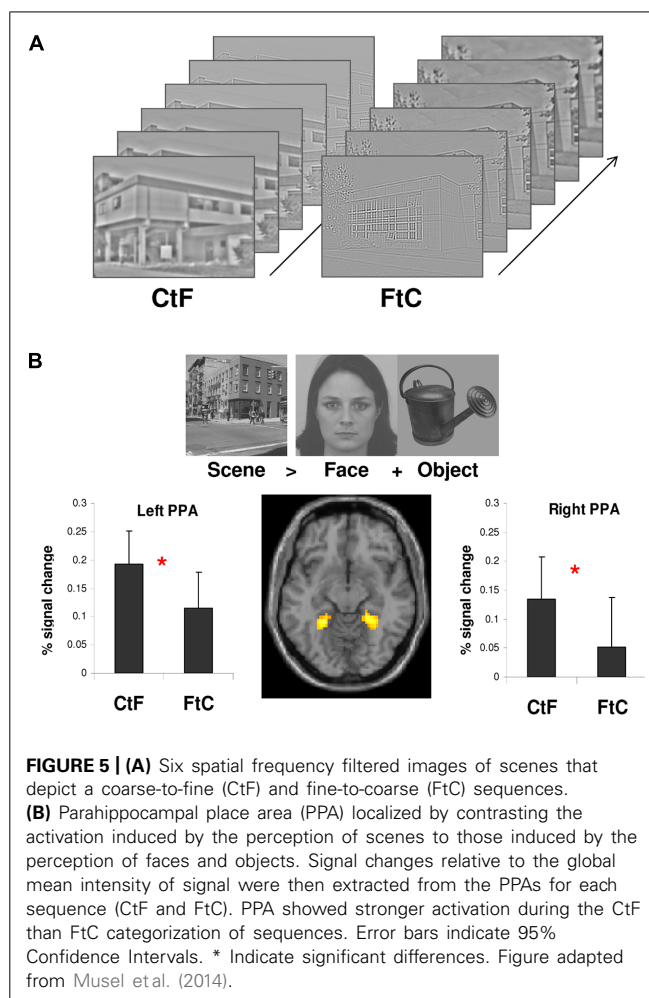 A
CtF
FtC
B
Scene > Face + Object
Left PPA
% signal change
0.3
0.25
0.2
0.15
0.1
0.05
0
*
CtF
FtC
Right PPA
% signal change
0.3
0.25
0.2
0.15
0.1
0.05
0
*
CtF
FtC
FIGURE 5 | (A) Six spatial frequency filtered images of scenes that
depict a coarse-to-fine (CtF) and fine-to-coarse (FtC) sequences.
(B) Parahippocampal place area (PPA) localized by contrasting the
activation induced by the perception of scenes to those induced by the
perception of faces and objects. Signal changes relative to the global
mean intensity of signal were then extracted from the PPAs for each
sequence (CtF and FtC). PPA showed stronger activation during the CtF
than FtC categorization of sequences. Error bars indicate 95%
Confidence Intervals. * Indicate significant differences. Figure adapted
from Musel et al. (2014).